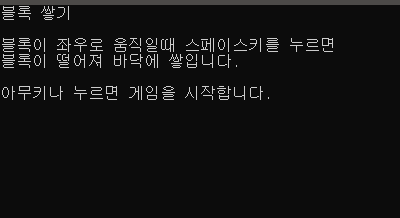 블록 쌓기
블록이 좌우로 움직일때 스페이스키를 누르면
블록이 떨어져 바닥에 쌓입니다.
아무키나 누르면 게임을 시작합니다.